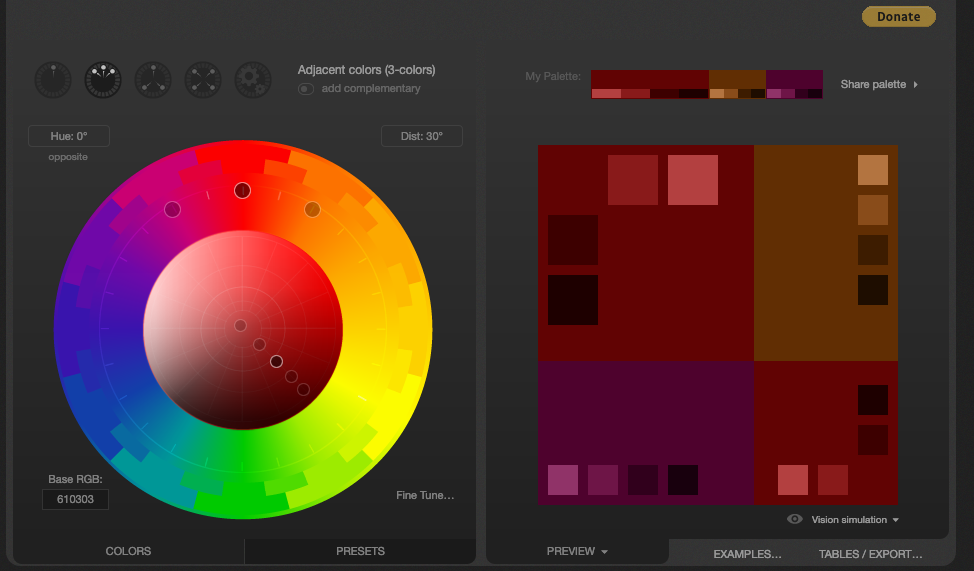 Donate
Adjacent colors (3-colors)
add complementary
My Palette:
Share palette
Hue: 0°
Dist: 30°
opposite
Base RGB:
610303
Fine Tune...
Vision simulation
COLORS
PRESETS
PREVIEW
EXAMPLES...
TABLES / EXPORT...